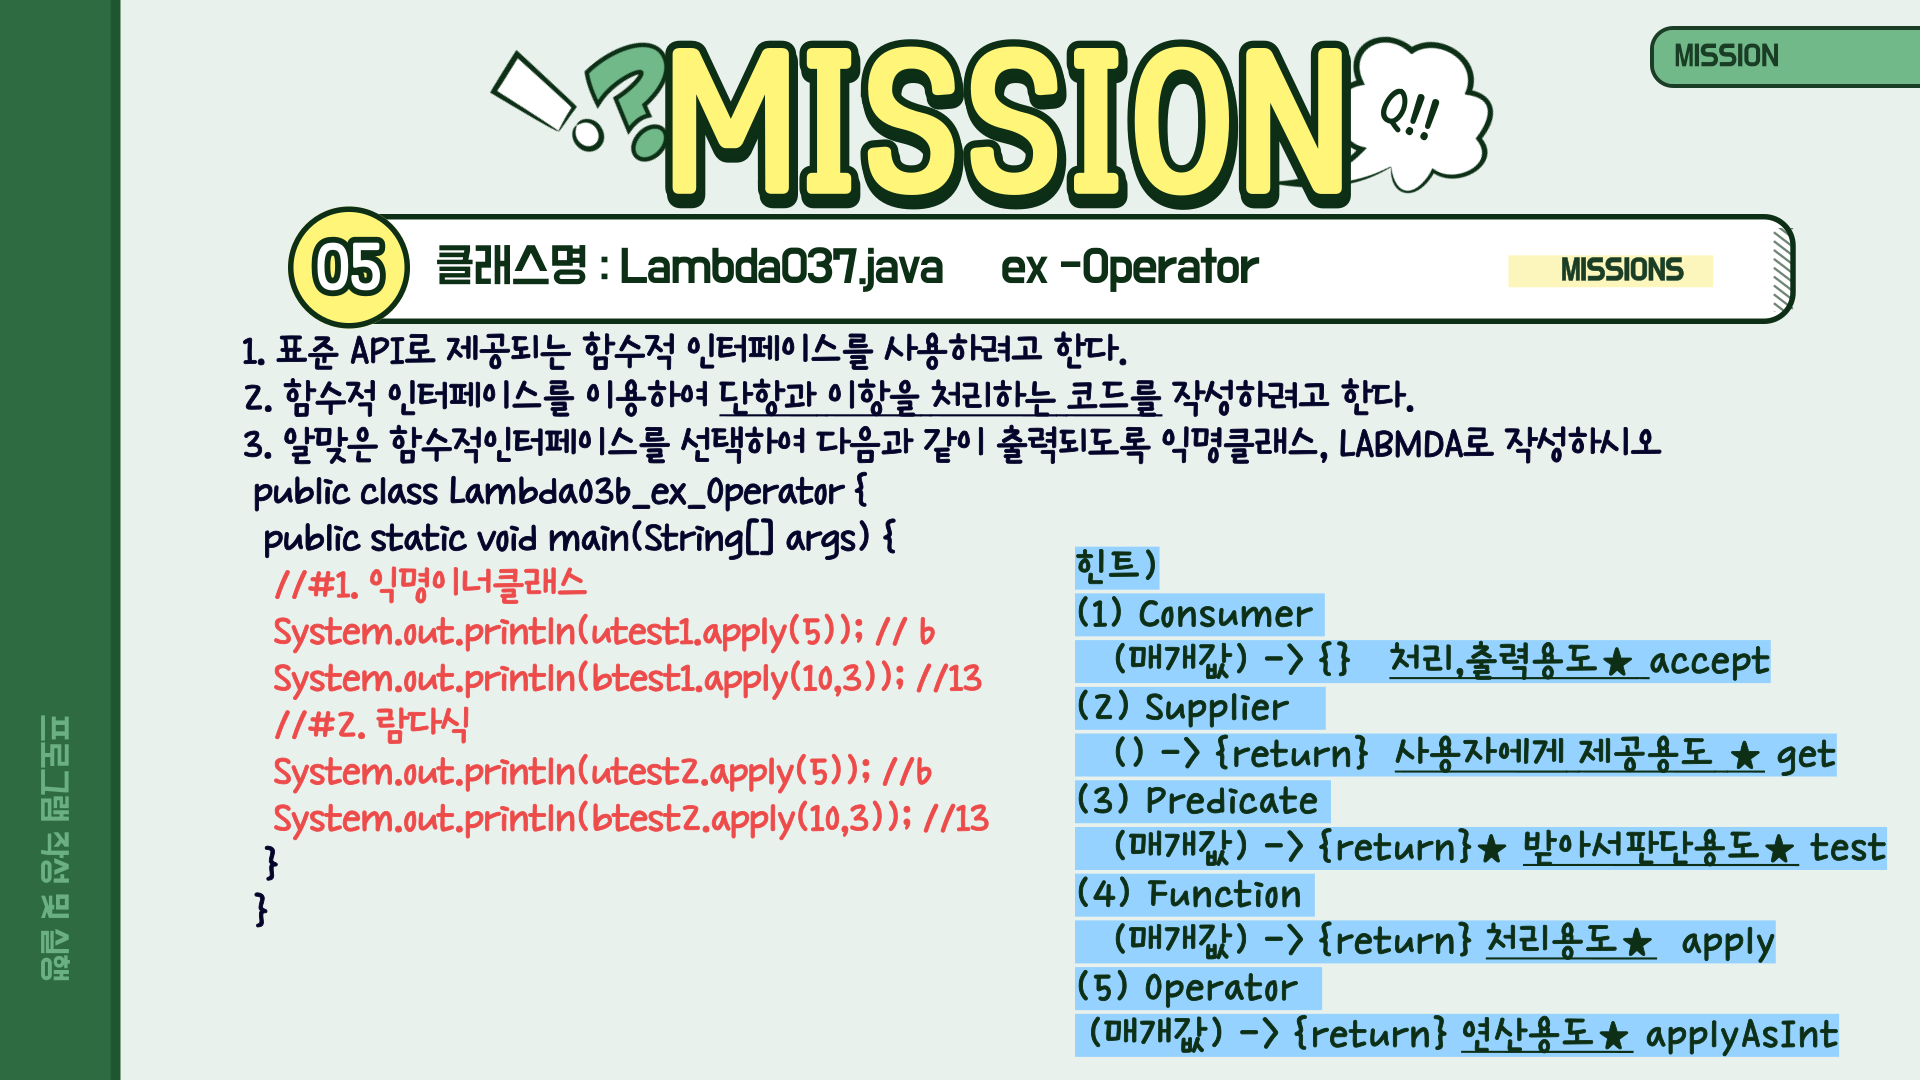 MISSION
!?
MISSION
Q!!
05
클래스명 : Lambda037.java ex -Operator
MISSIONS
1. 표준 API로 제공되는 함수적 인터페이스를 사용하려고 한다.
2. 함수적 인터페이스를 이용하여 단항과 이항을 처리하는 코드를 작성하려고 한다.
3. 알맞은 함수적인터페이스를 선택하여 다음과 같이 출력되도록 익명클래스, LABMDA로 작성하시오
public class Lambda036_ex_Operator {
public static void main(String[] args) {
//#1. 익명이너클래스
System.out.println(utest1.apply(5)); // 6
System.out.println(btest1.apply(10,3)); //13
//#2. 람다식
System.out.println(utest2.apply(5)); //6
System.out.println(btest2.apply(10,3)); //13
}
}
힌트)
(1) Consumer
(매개값) -> {} 처리,출력용도★ accept
(2) Supplier
() -> {return} 사용자에게 제공용도 ★ get
(3) Predicate
(매개값) -> {return}★ 받아서판단용도★ test
(4) Function
(매개값) -> {return} 처리용도★ apply
(5) Operator
(매개값) -> {return} 연산용도★ applyAsInt
프로그램 작성 및 실행